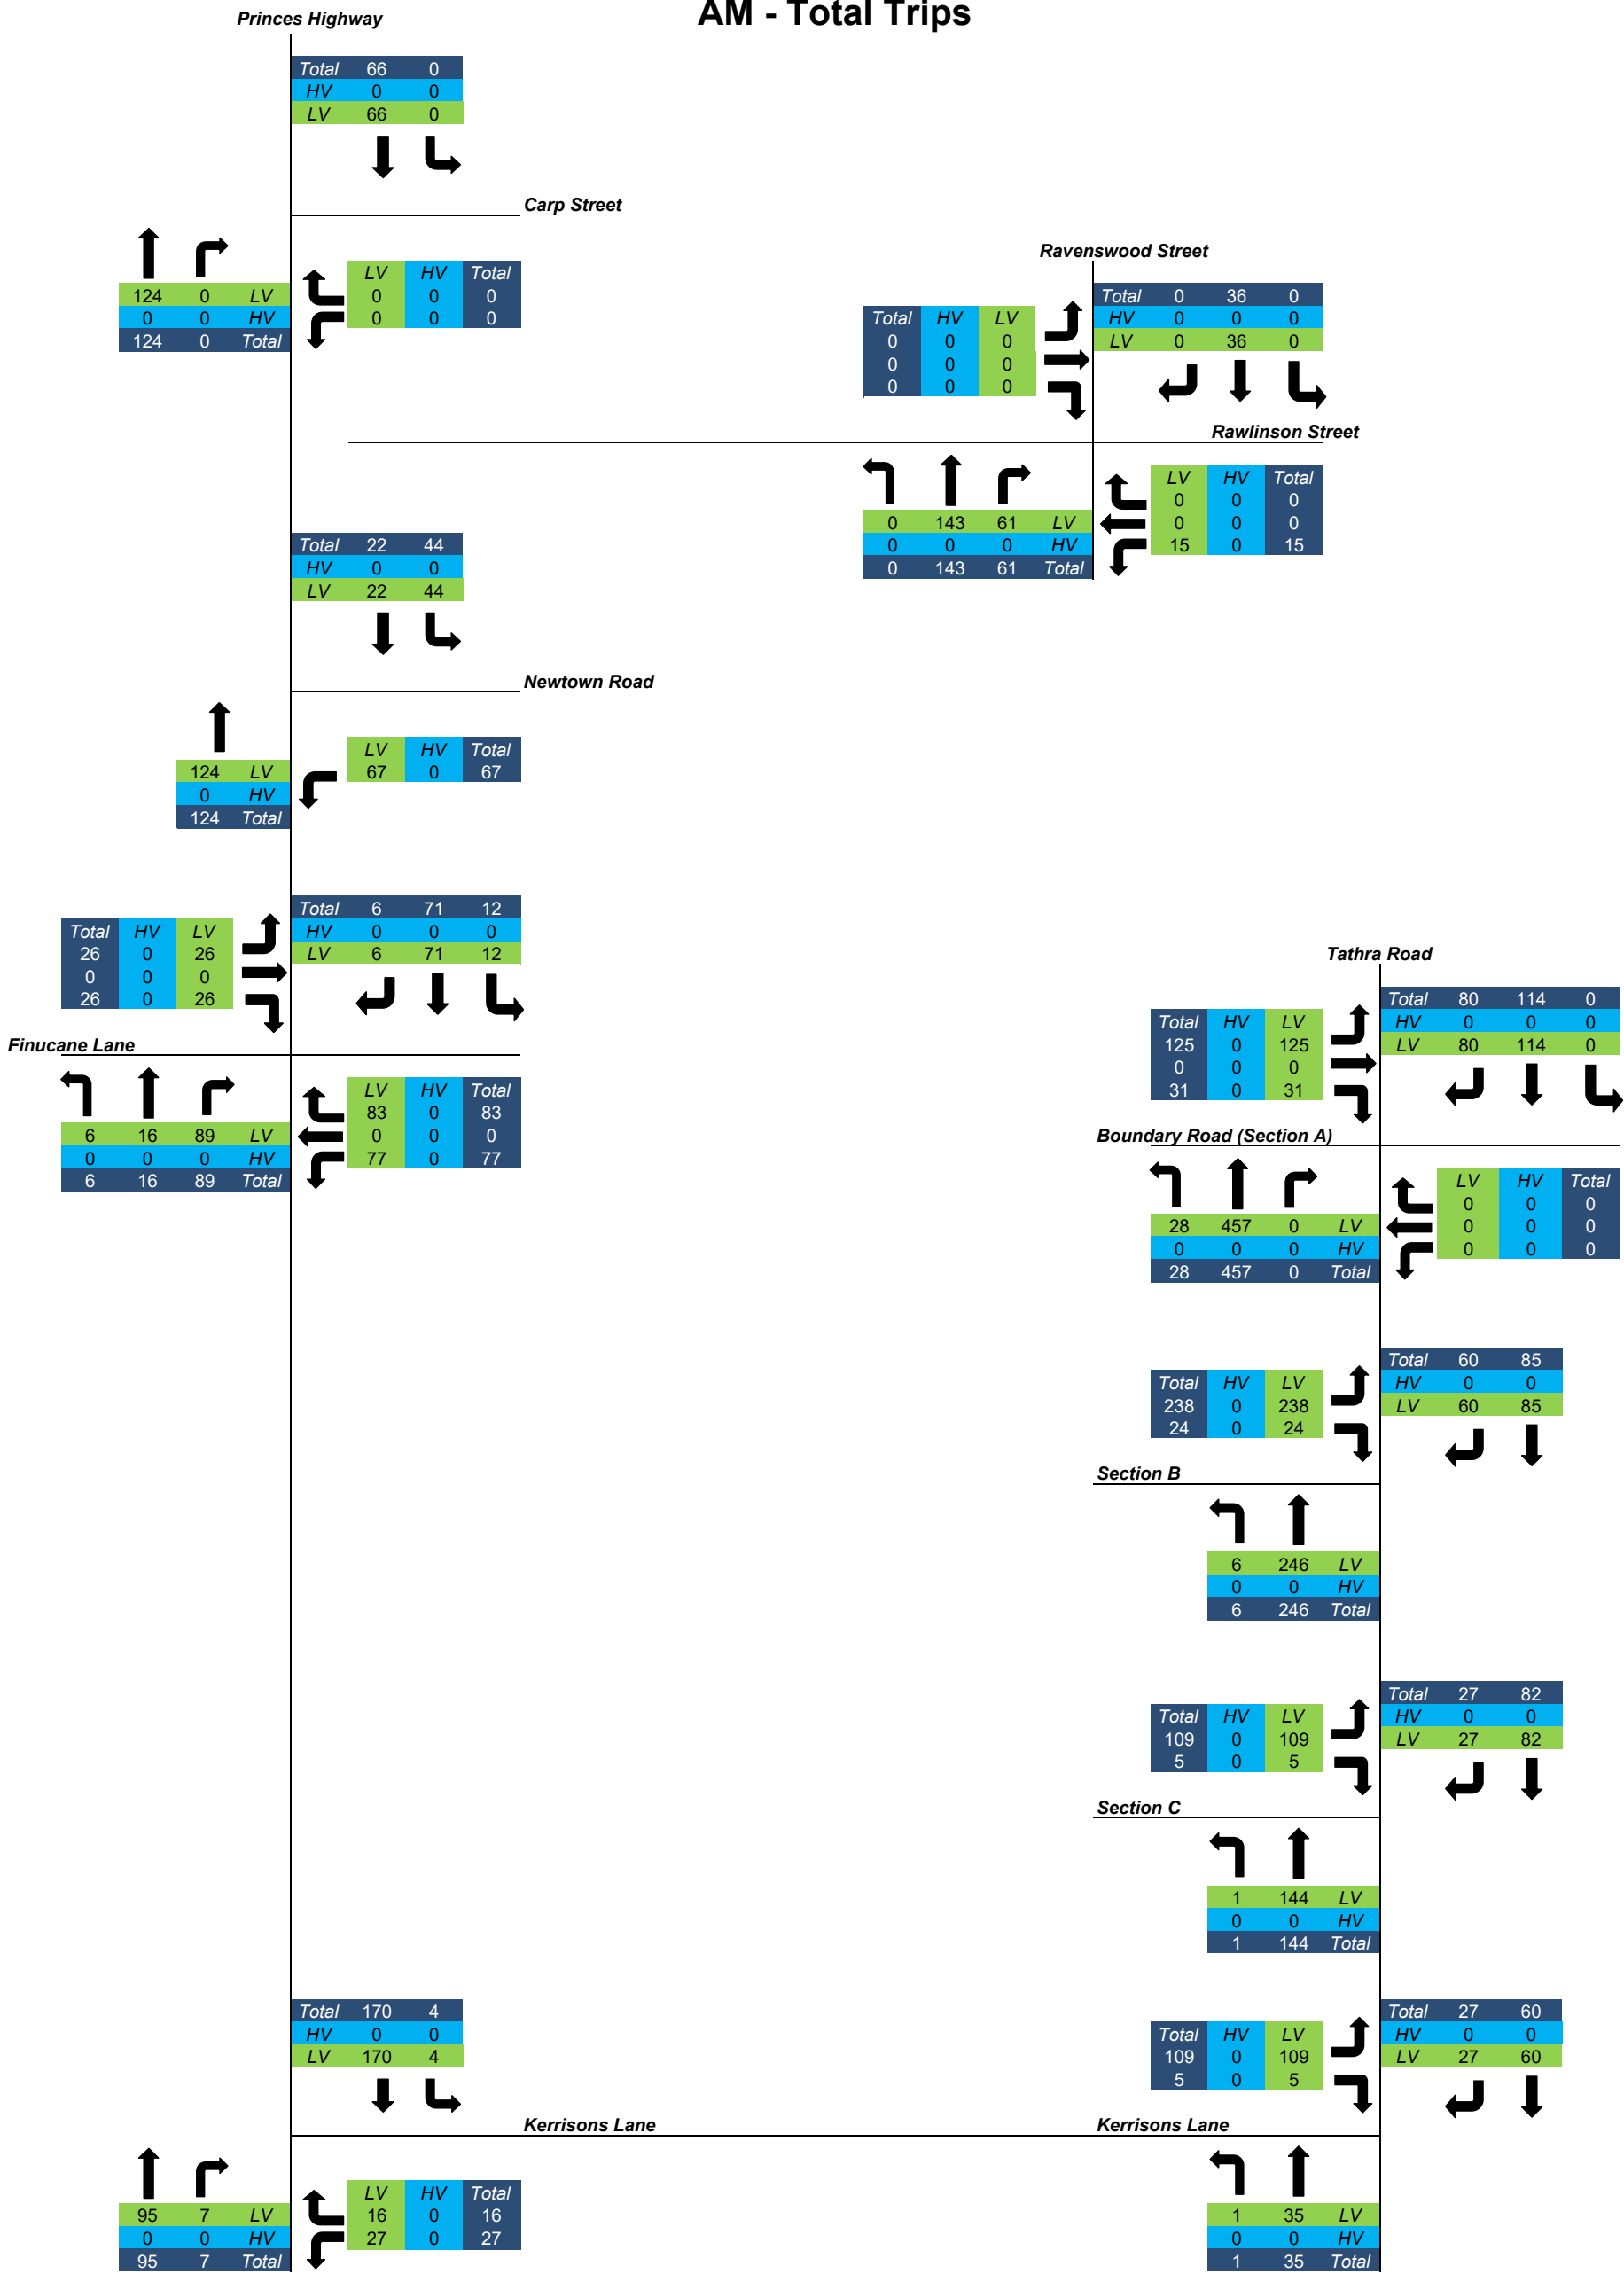 AM - Total Trips
Princes Highway
Total 66 0
HV 0 0
LV 66 0
Carp Street
124 0 LV
0 0 HV
124 0 Total
LV HV Total
0 0 0
0 0 0
Ravenswood Street
Total HV LV
0 0 0
0 0 0
0 0 0
Total 0 36 0
HV 0 0 0
LV 0 36 0
Rawlinson Street
0 143 61 LV
0 0 0 HV
0 143 61 Total
LV HV Total
0 0 0
0 0 0
15 0 15
Total 22 44
HV 0 0
LV 22 44
Newtown Road
124 LV
0 HV
124 Total
LV HV Total
67 0 67
Total HV LV
26 0 26
0 0 0
26 0 26
Total 6 71 12
HV 0 0 0
LV 6 71 12
Finucane Lane
6 16 89 LV
0 0 0 HV
6 16 89 Total
LV HV Total
83 0 83
0 0 0
77 0 77
Tathra Road
Total HV LV
125 0 125
0 0 0
31 0 31
Total 80 114 0
HV 0 0 0
LV 80 114 0
Boundary Road (Section A)
28 457 0 LV
0 0 0 HV
28 457 0 Total
LV HV Total
0 0 0
0 0 0
0 0 0
Total HV LV
238 0 238
24 0 24
Total 60 85
HV 0 0
LV 60 85
Section B
6 246 LV
0 0 HV
6 246 Total
Total HV LV
109 0 109
5 0 5
Total 27 82
HV 0 0
LV 27 82
Section C
1 144 LV
0 0 HV
1 144 Total
Total 170 4
HV 0 0
LV 170 4
Kerrisons Lane
95 7 LV
0 0 HV
95 7 Total
LV HV Total
16 0 16
27 0 27
Total HV LV
109 0 109
5 0 5
Total 27 60
HV 0 0
LV 27 60
Kerrisons Lane
1 35 LV
0 0 HV
1 35 Total